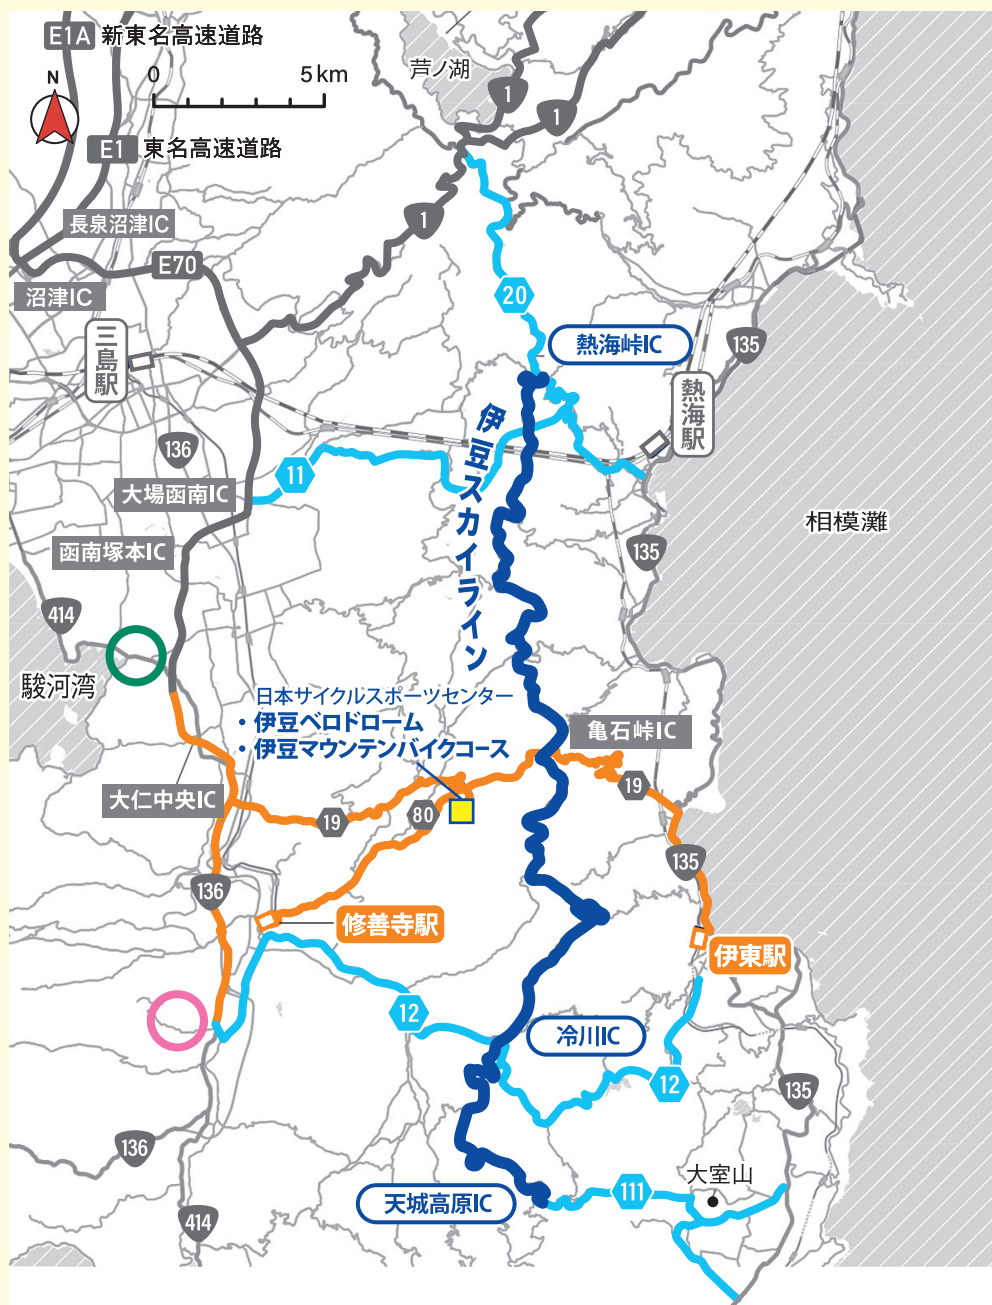 E1A 新東名高速道路
N
0 5km
芦ノ湖
1
1
E1 東名高速道路
長泉沼津IC
1
E70
沼津IC
20
三島駅
熱海峠IC
135
熱海駅
伊豆スカイライン
136
11
大場函南IC
相模灘
函南塚本IC
135
414
駿河湾
日本サイクルスポーツセンター
・伊豆ベロドローム
・伊豆マウンテンバイクコース
亀石峠IC
大仁中央IC
19
80
19
135
136
修善寺駅
伊東駅
12
冷川IC
12
135
136
大室山
天城高原IC
111
414